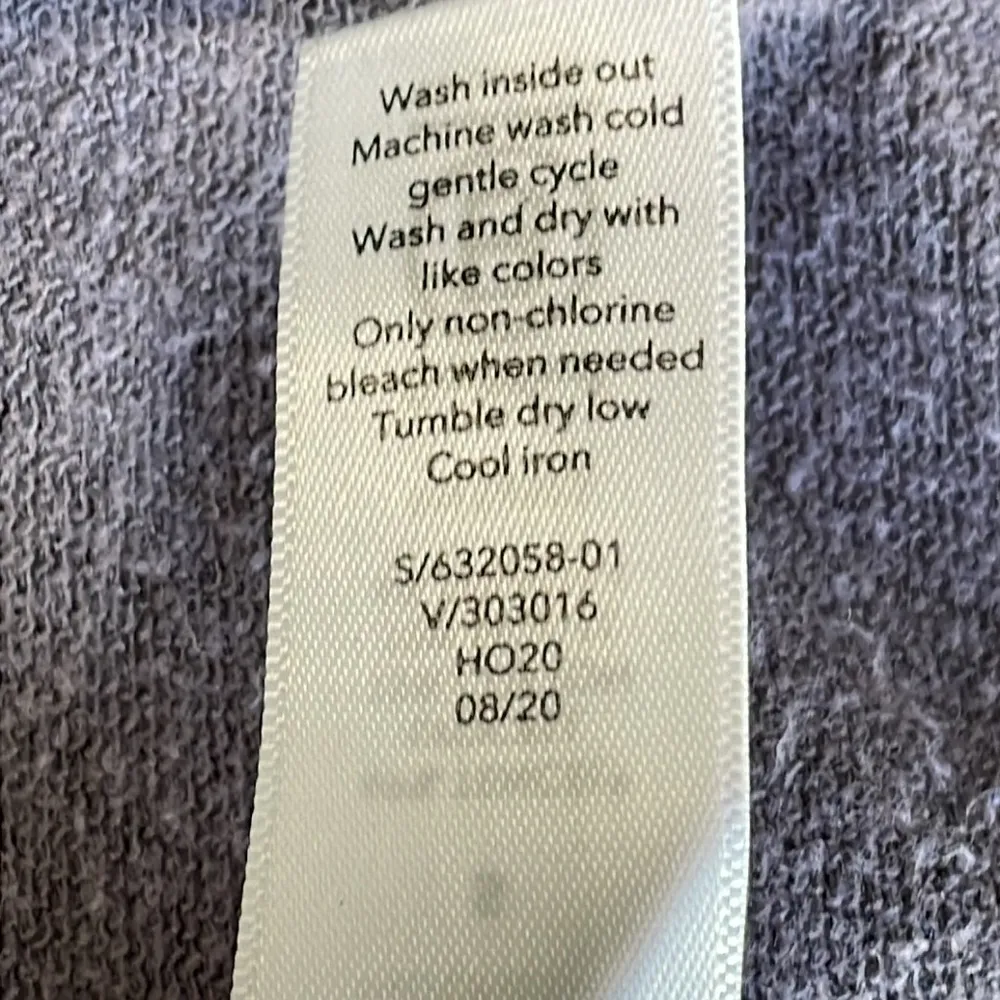 Wash inside out
Machine wash cold
gentle cycle
Wash and dry with
like colors
Only non-chlorine
bleach when needed
Tumble dry low
Cool iron
S/632058-01
V/303016
HO20
08/20